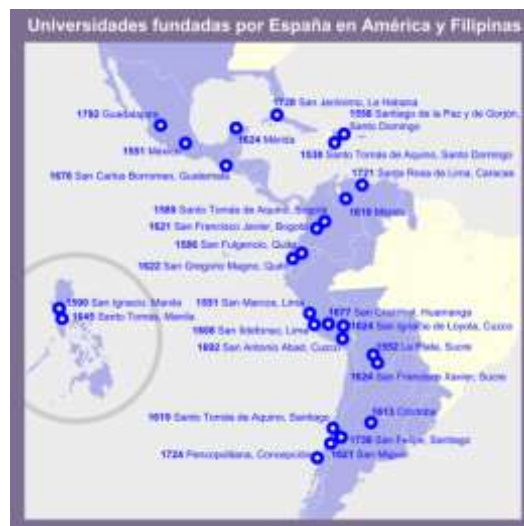 Universidades fundadas por España en América y Filipinas
1728 San Jerónimo, La Habana
1792 Guadalajara
1558 Santiago de la Paz y de Gorjón,
Santo Domingo
1624 Mérida
1551 México
1538 Santo Tomás de Aquino, Santo Domingo
1676 San Carlos Borromeo, Guatemala
1721 Santa Rosa de Lima, Caracas
1580 Santo Tomás de Aquino, Bogotá
1621 San Francisco Javier, Bogotá
1586 San Fulgencio, Quito
1622 San Gregorio Magno, Quito
1590 San Ignacio, Manila
1645 Santo Tomás, Manila
1551 San Marcos, Lima
1677 San Cristóbal, Huamanga
1608 San Ildefonso, Lima
1624 San Ignacio de Loyola, Cuzco
1692 San Antonio Abad, Cuzco
1552 La Plata, Sucre
1624 San Francisco Xavier, Sucre
1613 Córdoba
1619 Santo Tomás de Aquino, Santiago
1738 San Felipe, Santiago
1724 Pencopolitana, Concepción
1621 San Miguel